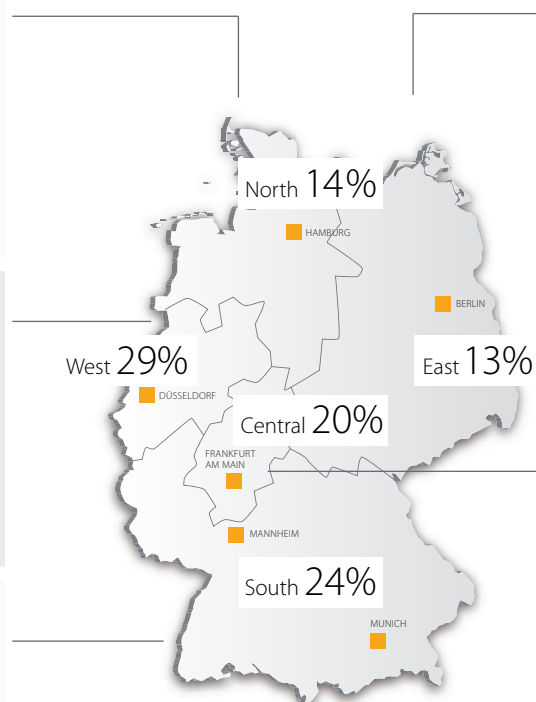 North 14%
HAMBURG
BERLIN
West 29%
East 13%
DÜSSELDORF
Central 20%
FRANKFURT
AM MAIN
MANNHEIM
South 24%
MUNICH